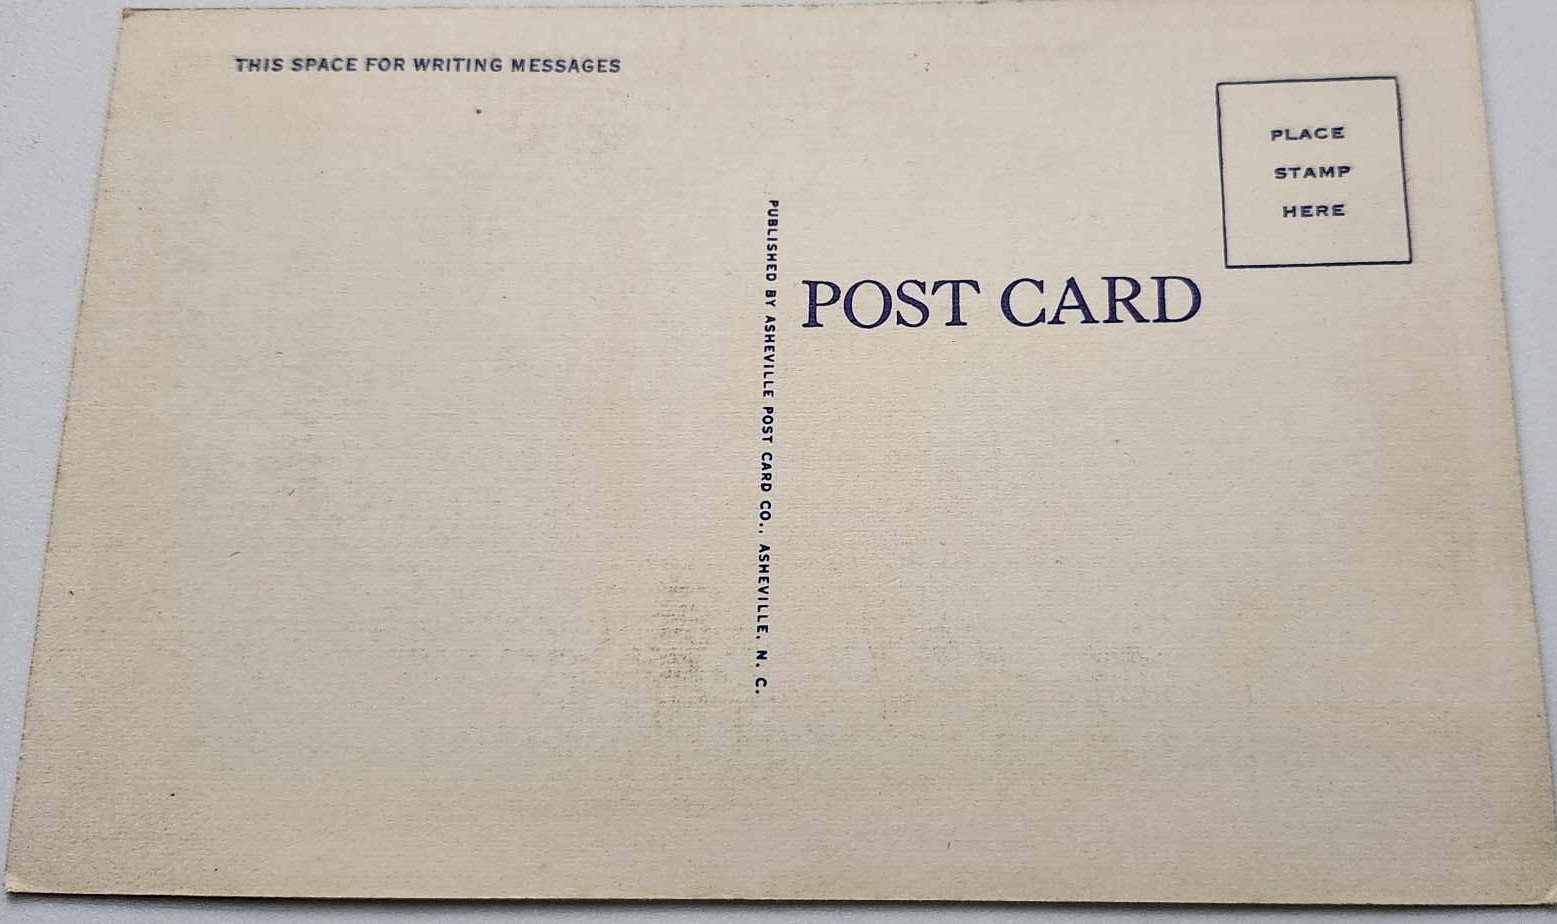 THIS SPACE FOR WRITING MESSAGES
PUBLISHED BY ASHEVILLE POST CARD CO., ASHEVILLE, N. C.
POST CARD
PLACE
STAMP
HERE